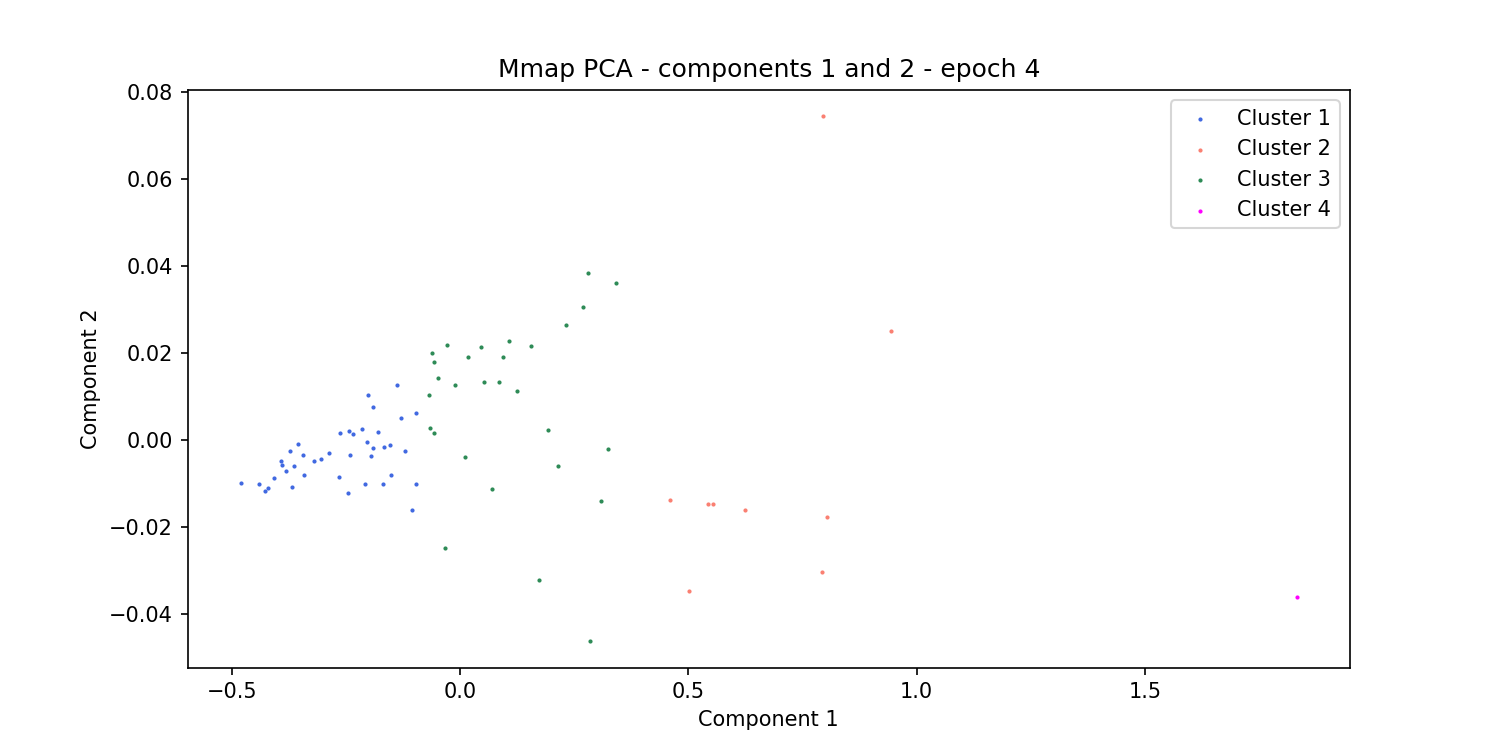 Mmap PCA - components 1 and 2 - epoch 4
Cluster 1
Cluster 2
Cluster 3
Cluster 4
0.08
0.06
0.04
0.02
0.00
−0.02
−0.04
Component 2
−0.5
0.0
0.5
1.0
1.5
Component 1